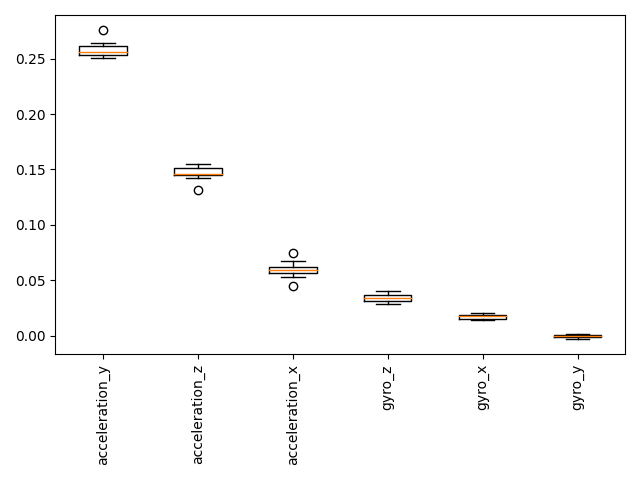 0.25
0.20
0.15
0.10
0.05
0.00
acceleration_y
acceleration_z
acceleration_x
gyro_z
gyro_x
gyro_y